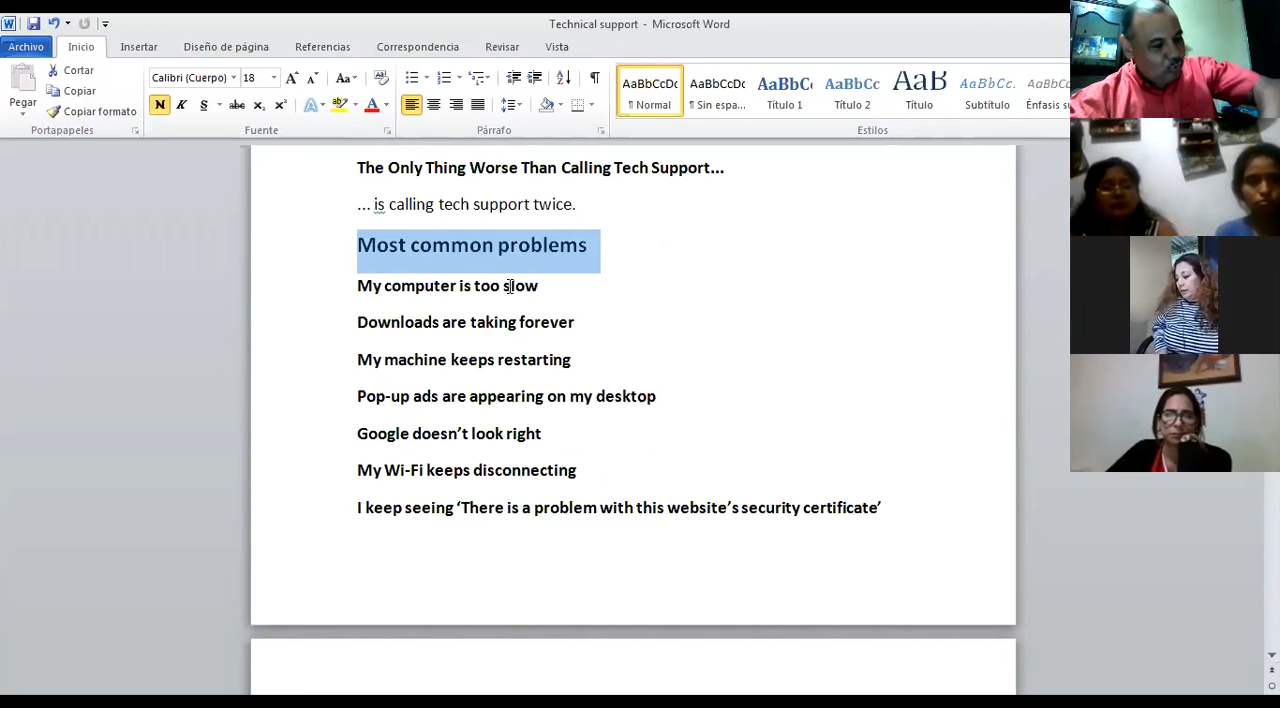 Technical support - Microsoft Word
Archivo Inicio Insertar Diseño de página Referencias Correspondencia Revisar Vista
Pegar
Cortar
Copiar
Copiar formato
Portapapeles
Calibri (Cuerpo) 18
Fuente
Párrafo
AaBbCcDc AaBbCcDc AaBbCc AaBbCc AaB AaBbCc. AaBbCcDc
¶ Normal ¶ Sin espa... Título 1 Título 2 Título Subtítulo Énfasis su
Estilos
The Only Thing Worse Than Calling Tech Support...
... is calling tech support twice.
Most common problems
My computer is too slow
Downloads are taking forever
My machine keeps restarting
Pop-up ads are appearing on my desktop
Google doesn’t look right
My Wi-Fi keeps disconnecting
I keep seeing ‘There is a problem with this website’s security certificate’